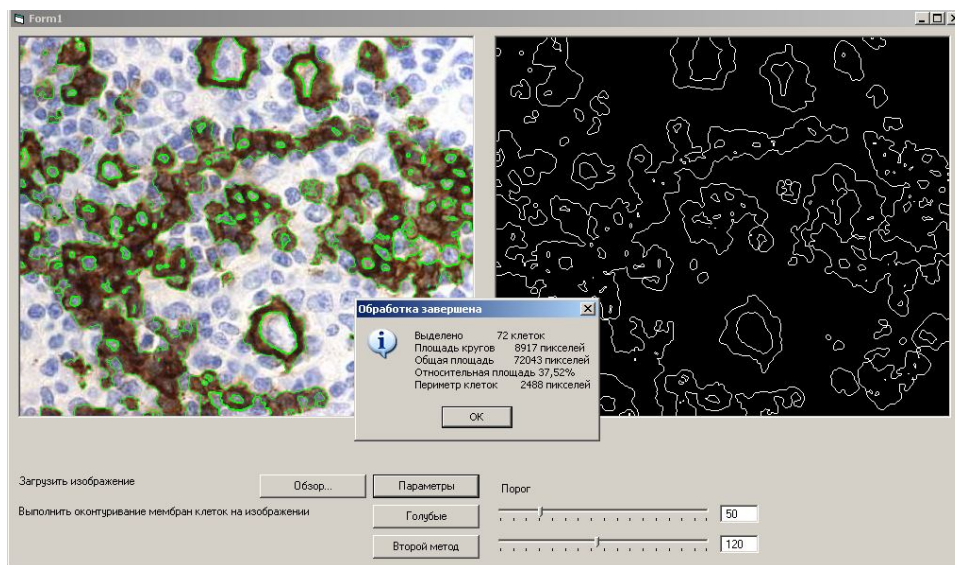 Form1
Обработка завершена
Выделено 72 клеток
Площадь кругов 8917 пикселей
Общая площадь 72043 пикселей
Относительная площадь 37,52%
Периметр клеток 2488 пикселей
OK
Загрузить изображение
Обзор...
Параметры
Порог
Выполнить оконтуривание мембран клеток на изображении
Голубые
50
Второй метод
120